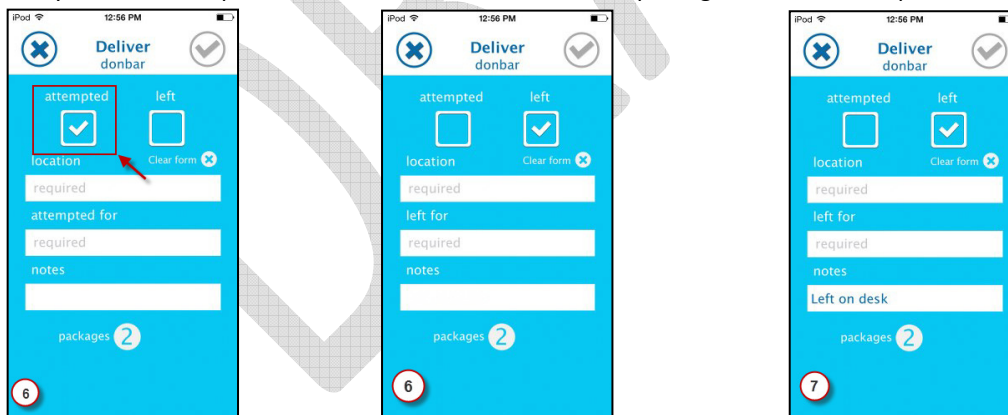 iPod 12:56 PM
Deliver
donbar
attempted left
location Clear form
required
attempted for
required
notes
packages 2
6
iPod 12:56 PM
Deliver
donbar
attempted left
location Clear form
required
left for
required
notes
packages 2
6
iPod 12:56 PM
Deliver
donbar
attempted left
location Clear form
required
left for
required
notes
Left on desk
packages 2
7